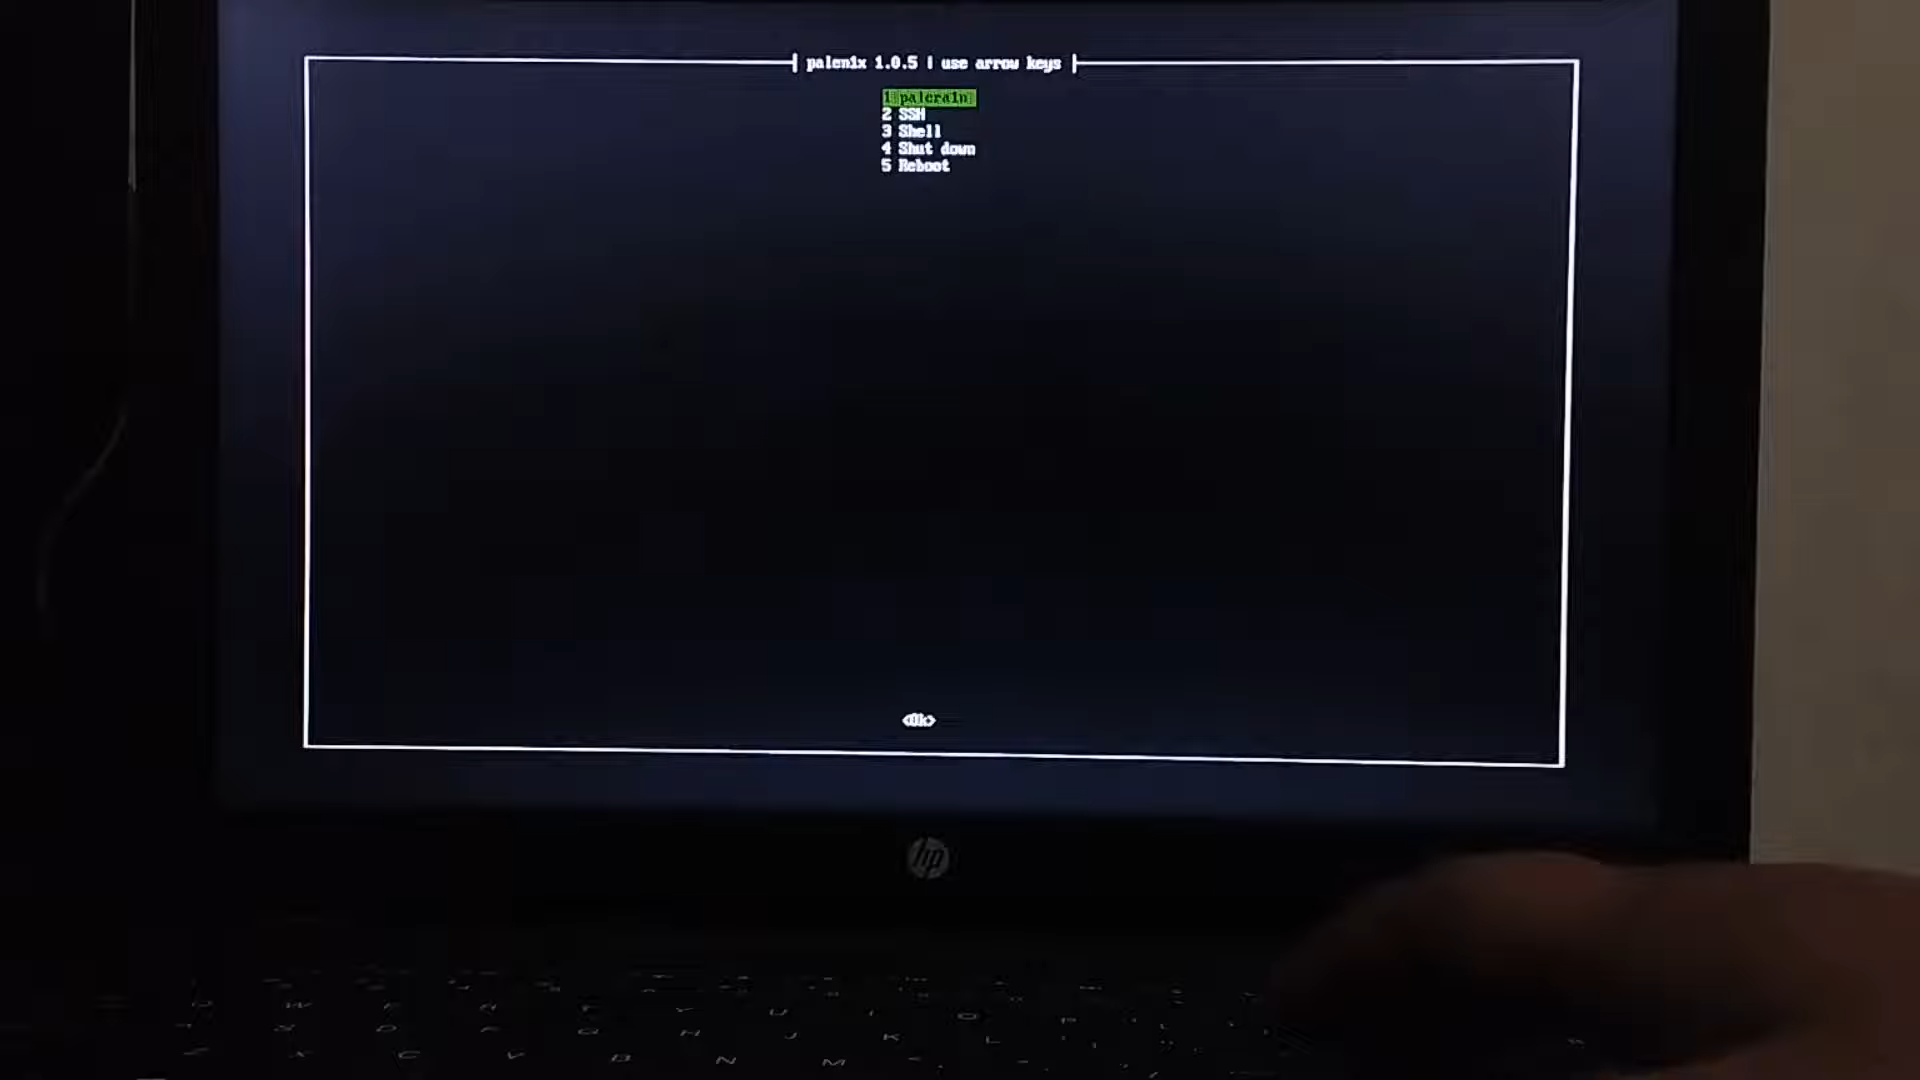 palen1x 1.0.5 | use arrow keys
1 palera1n
2 SSH
3 Shell
4 Shut down
5 Reboot
<Ok>
hp
W
Y U I O P
D F G H J K L
X C V B N M